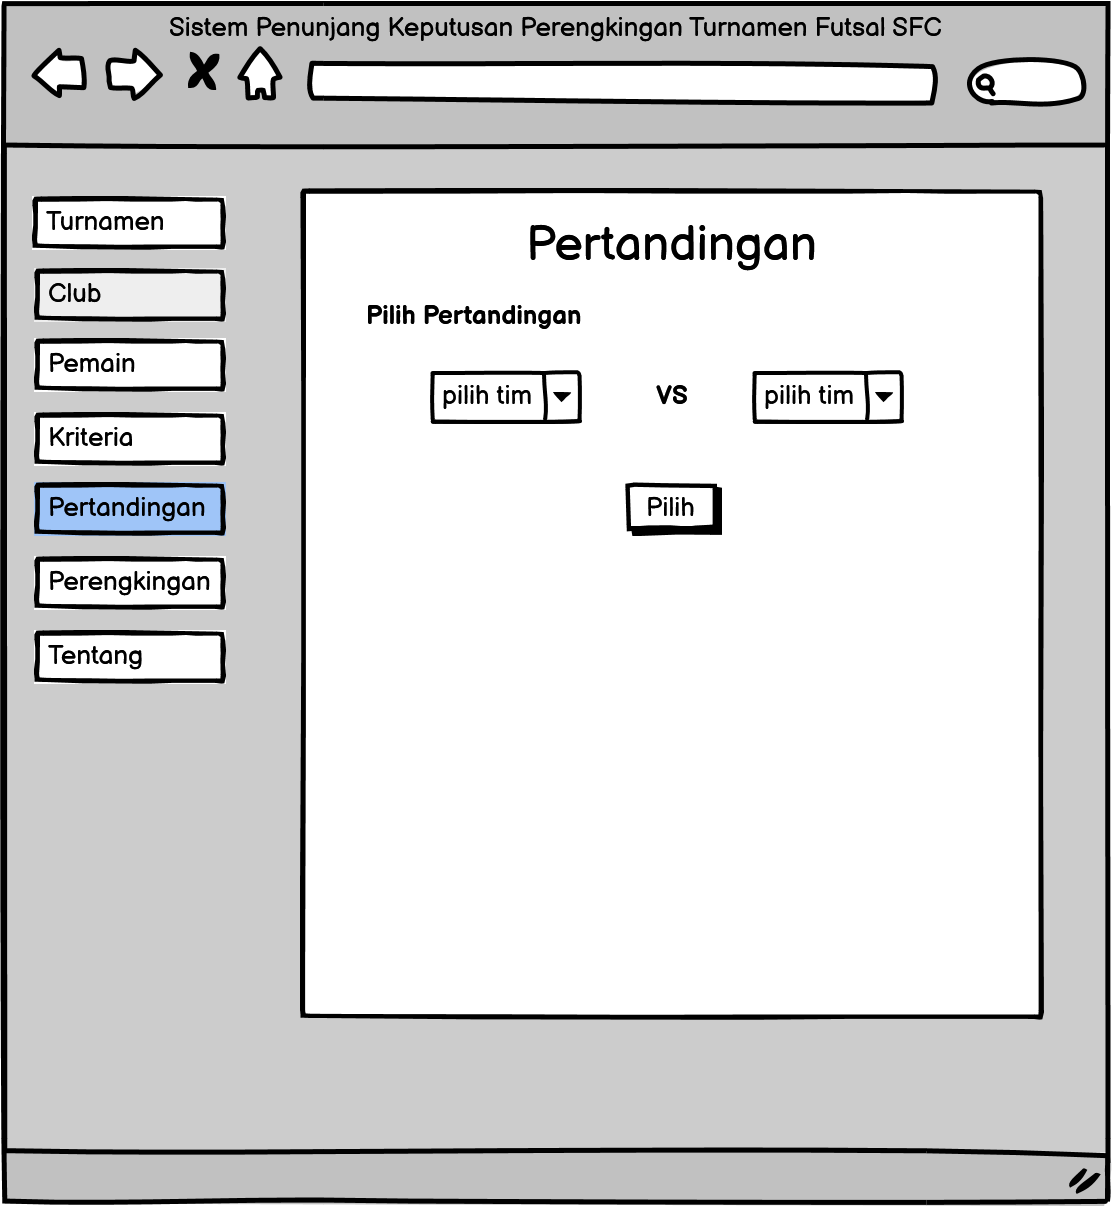 Sistem Penunjang Keputusan Perengkingan Turnamen Futsal SFC
Turnamen
Club
Pemain
Kriteria
Pertandingan
Perengkingan
Tentang
Pertandingan
Pilih Pertandingan
pilih tim VS pilih tim
Pilih